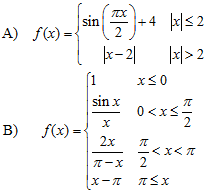 A) f(x) = { sin(πx/2) + 4   |x| ≤ 2
|x − 2|   |x| > 2
B) f(x) = { 1   x ≤ 0
sin x / x   0 < x ≤ π/2
2x / (π − x)   π/2 < x < π
x − π   π ≤ x